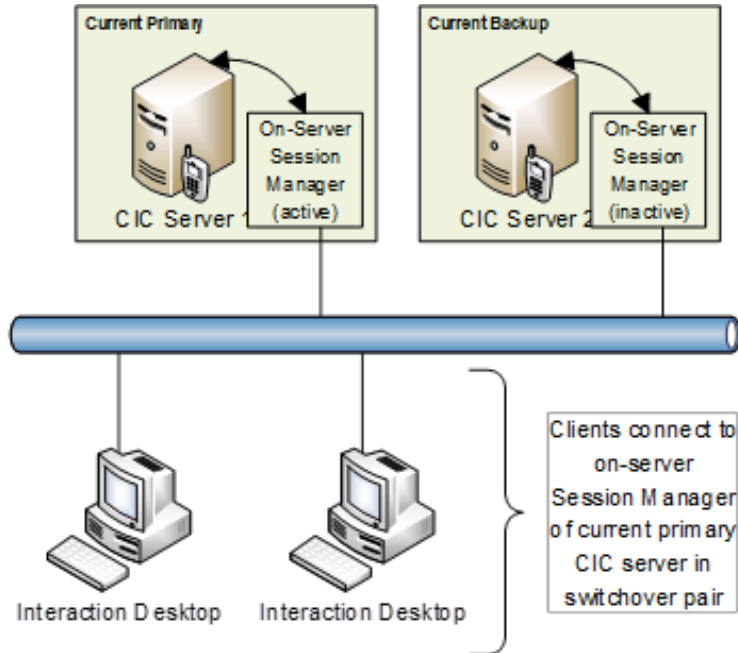 Current Primary
On-Server
Session
Manager
(active)
CIC Server 1
Current Backup
On-Server
Session
Manager
(inactive)
CIC Server 2
Clients connect to
on-server
Session Manager
of current primary
CIC server in
switchover pair
Interaction Desktop
Interaction Desktop